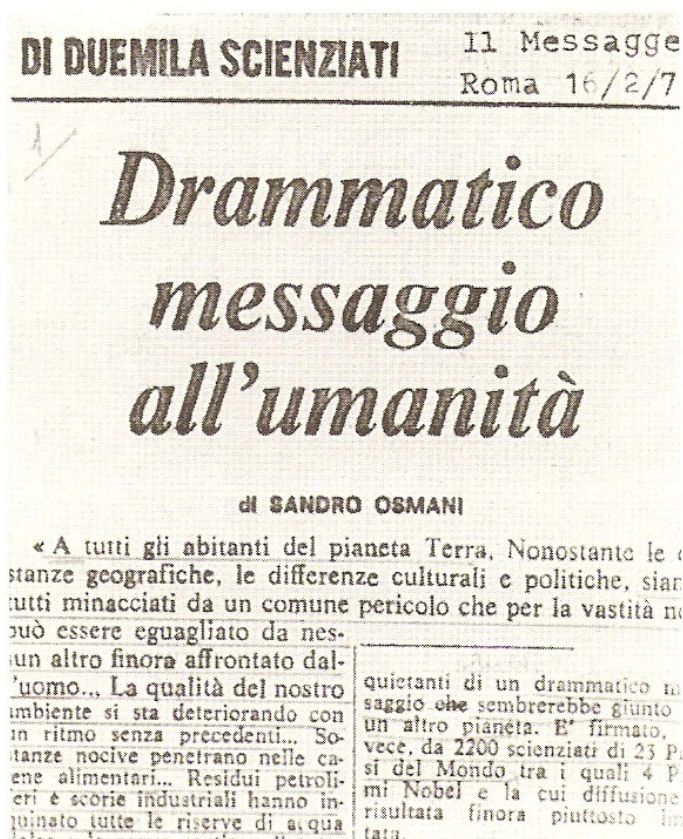 DI DUEMILA SCIENZIATI
Il Messagge
Roma 16/2/7
1/
Drammatico
messaggio
all'umanità
di SANDRO OSMANI
« A tutti gli abitanti del pianeta Terra. Nonostante le
stanze geografiche, le differenze culturali e politiche, siam
tutti minacciati da un comune pericolo che per la vastità no
può essere eguagliato da nes-
sun altro finora affrontato dal-
l'uomo... La qualità del nostro
ambiente si sta deteriorando con
un ritmo senza precedenti... So-
stanze nocive penetrano nelle ca-
ene alimentari... Residui petroli-
feri e scorie industriali hanno in-
quinato tutte le riserve di acqua
quietanti di un drammatico m
saggio che sembrerebbe giunto
un altro pianeta. E' firmato,
vece, da 2200 scienziati di 23 P
si del Mondo tra i quali 4 P
mi Nobel e la cui diffusione
risultata finora piuttosto lim
tata.